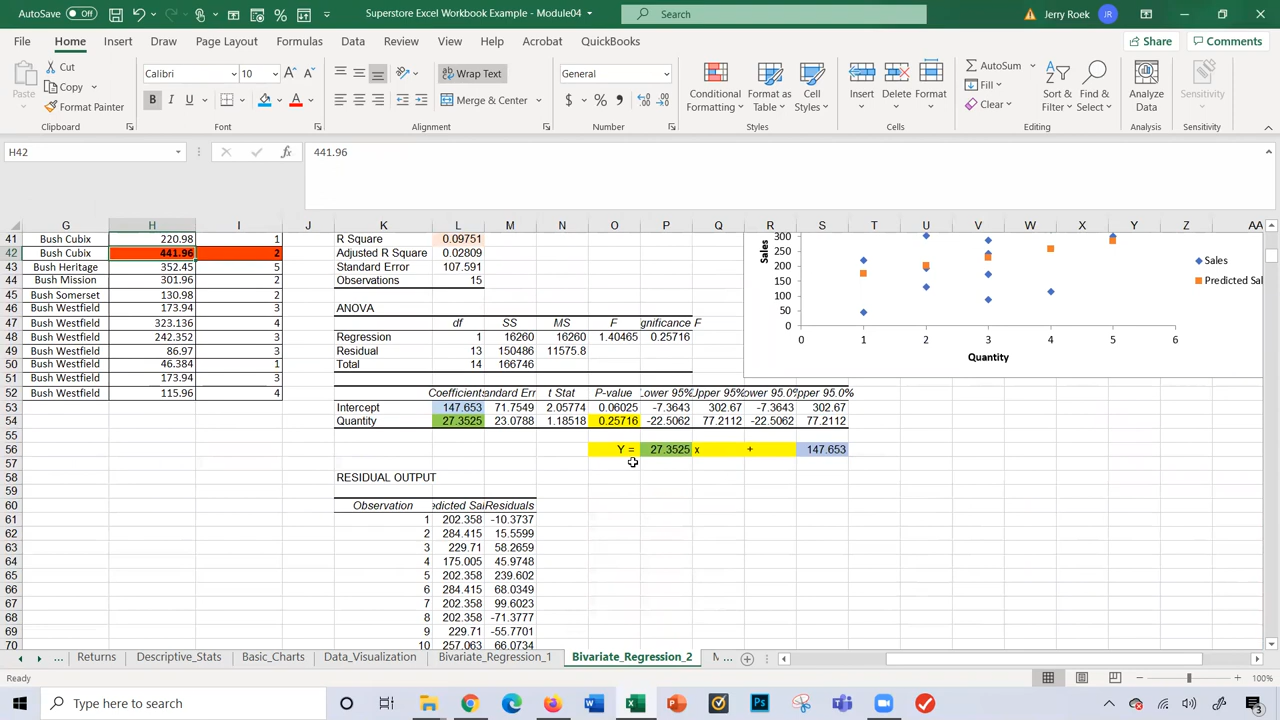 AutoSave Off Superstore Excel Workbook Example - Module04 Search Jerry Roek JR
File Home Insert Draw Page Layout Formulas Data Review View Help Acrobat QuickBooks Share Comments
Paste Cut Copy Format Painter Clipboard
Calibri 10 B I U A Font
Wrap Text Merge & Center Alignment
General $ % , Number
Conditional Formatting Format as Table Cell Styles Styles
Insert Delete Format Cells
AutoSum Fill Clear Sort & Filter Find & Select Editing
Analyze Data Analysis Sensitivity Sensitivity
H42 fx 441.96
G H I J K L M N O P Q R S T U V W X Y Z AA
41 Bush Cubix 220.98 1 R Square 0.09751
42 Bush Cubix 441.96 2 Adjusted R Square 0.02809
43 Bush Heritage 352.45 5 Standard Error 107.591
44 Bush Mission 301.96 2 Observations 15
45 Bush Somerset 130.98 2
46 Bush Westfield 173.94 3 ANOVA
47 Bush Westfield 323.136 4 df SS MS F gnificance F
48 Bush Westfield 242.352 3 Regression 1 16260 16260 1.40465 0.25716
49 Bush Westfield 86.97 3 Residual 13 150486 11575.8
50 Bush Westfield 46.384 1 Total 14 166746
51 Bush Westfield 173.94 3
52 Bush Westfield 115.96 4 Coefficients andard Err t Stat P-value Lower 95% Upper 95% ower 95.0% pper 95.0%
53 Intercept 147.653 71.7549 2.05774 0.06025 -7.3643 302.67 -7.3643 302.67
54 Quantity 27.3525 23.0788 1.18518 0.25716 -22.5062 77.2112 -22.5062 77.2112
55
56 Y = 27.3525 x + 147.653
57
58 RESIDUAL OUTPUT
59
60 Observation edicted Sal Residuals
61 1 202.358 -10.3737
62 2 284.415 15.5599
63 3 229.71 58.2659
64 4 175.005 45.9748
65 5 202.358 239.602
66 6 284.415 68.0349
67 7 202.358 99.6023
68 8 202.358 -71.3777
69 9 229.71 -55.7701
70 10 257.063 66.0734
Sales
300
250
200
150
100
50
0
0 1 2 3 4 5 6
Quantity
Sales
Predicted Sal
... Returns Descriptive_Stats Basic_Charts Data_Visualization Bivariate_Regression_1 Bivariate_Regression_2 M ...
Ready 100%
Type here to search 3